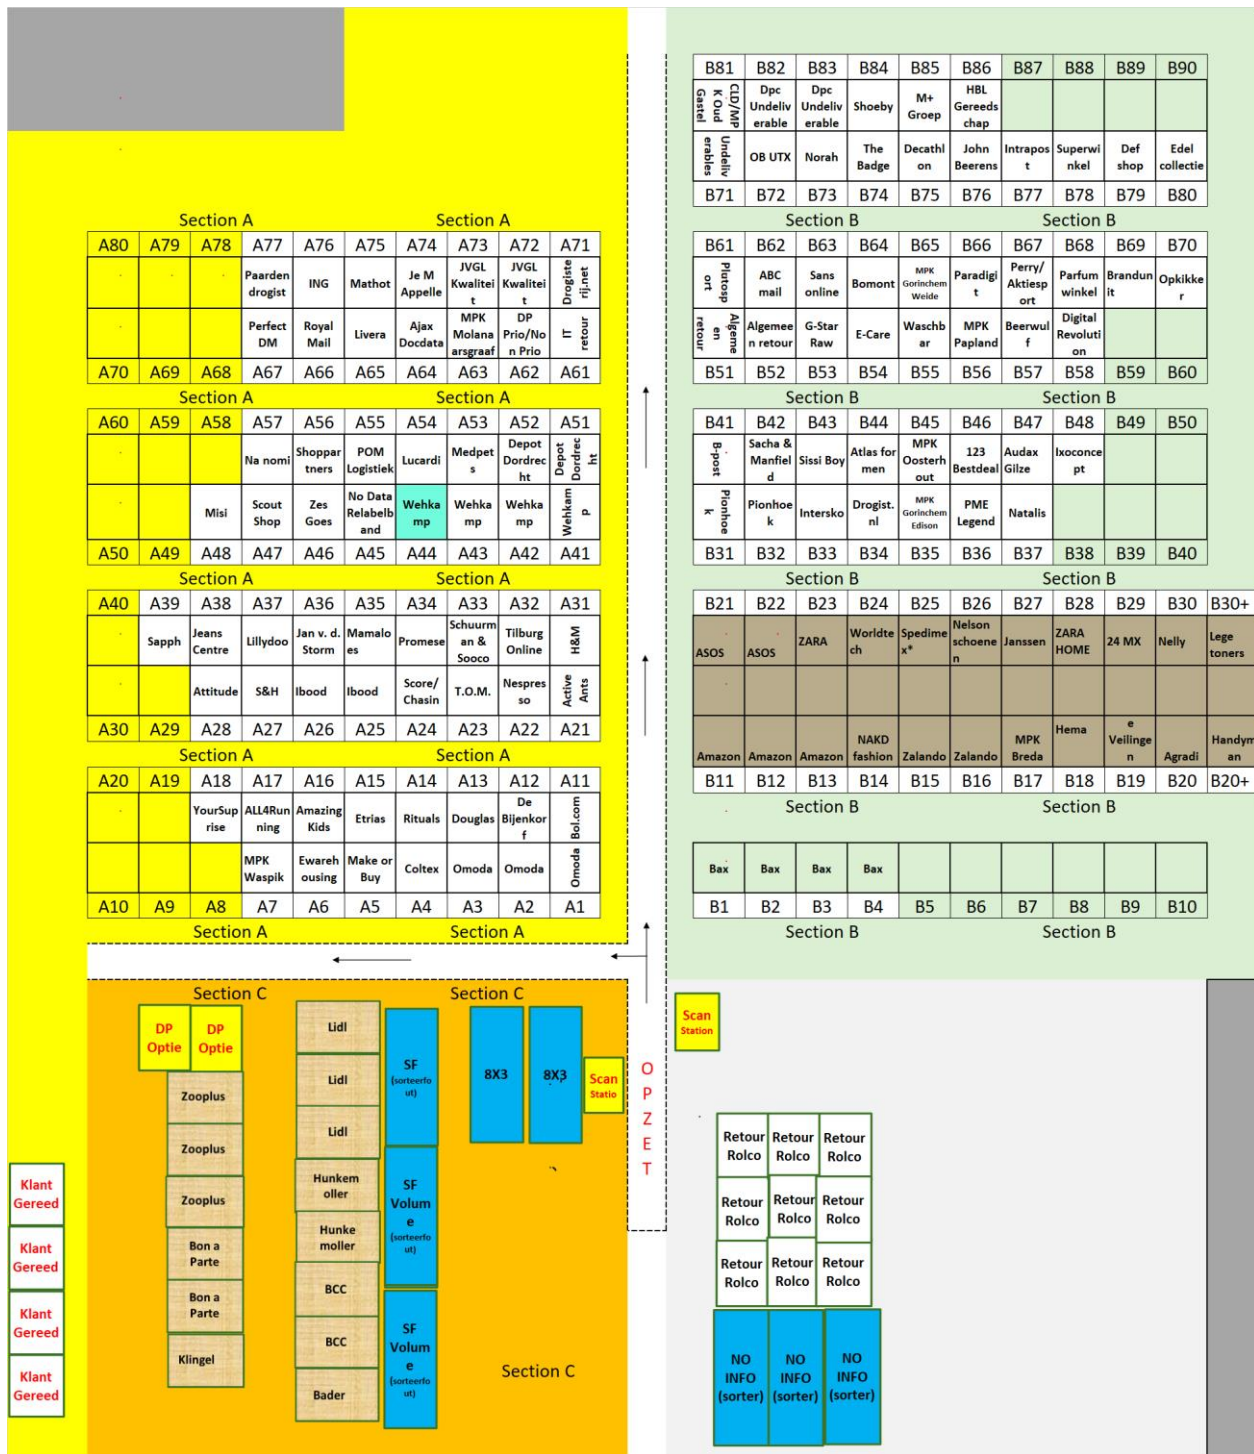 B81 B82 B83 B84 B85 B86 B87 B88 B89 B90
CLD/MP K Oud Gastel
Dpc Undeliv erable
Dpc Undeliv erable
Shoeby
M+ Groep
HBL Gereeds chap
Undeliv erables
OB UTX
Norah
The Badge
Decathl on
John Beerens
Intrapos t
Superwi nkel
Def shop
Edel collectie
B71 B72 B73 B74 B75 B76 B77 B78 B79 B80
Section A Section A Section B Section B
A80 A79 A78 A77 A76 A75 A74 A73 A72 A71
Paarden drogist
ING
Mathot
Je M Appelle
JVGL Kwaliteit t
JVGL Kwaliteit t
Drogiste rij.net
Perfect DM
Royal Mail
Livera
Ajax Docdata
MPK Molana arsgraaf
DP Prio/No n Prio
IT retour
A70 A69 A68 A67 A66 A65 A64 A63 A62 A61
B61 B62 B63 B64 B65 B66 B67 B68 B69 B70
Plutosp ort
ABC mail
Sans online
Bomont
MPK Gorinchem Weide
Paradigi t
Perry/ Aktiesp ort
Parfum winkel
Brandun it
Opkikke r
Algeme en retour
Algemee n retour
G-Star Raw
E-Care
Waschb ar
MPK Papland
Beerwul f
Digital Revoluti on
B51 B52 B53 B54 B55 B56 B57 B58 B59 B60
Section A Section A Section B Section B
A60 A59 A58 A57 A56 A55 A54 A53 A52 A51
Na nomi
Shoppar tners
POM Logistiek
Lucardi
Medpet s
Depot Dordrec ht
Depot Dordrec ht
Misi
Scout Shop
Zes Goes
No Data Relabelb and
Wehka mp
Wehka mp
Wehka mp
Wehkam p
A50 A49 A48 A47 A46 A45 A44 A43 A42 A41
B41 B42 B43 B44 B45 B46 B47 B48 B49 B50
B-post
Sacha & Manfiel d
Sissi Boy
Atlas for men
MPK Oosterh out
123 Bestdeal
Audax Gilze
Ixoconce pt
Pionhoe k
Pionhoe k
Intersko
Drogist. nl
MPK Gorinchem Edison
PME Legend
Natalis
B31 B32 B33 B34 B35 B36 B37 B38 B39 B40
Section A Section A Section B Section B
A40 A39 A38 A37 A36 A35 A34 A33 A32 A31
Sapph
Jeans Centre
Lillydoo
Jan v. d. Storm
Mamalo es
Promese
Schuurm an & Sooco
Tilburg Online
H&M
Attitude
S&H
Ibood
Ibood
Score/ Chasin
T.O.M.
Nespres so
Active Ants
A30 A29 A28 A27 A26 A25 A24 A23 A22 A21
B21 B22 B23 B24 B25 B26 B27 B28 B29 B30 B30+
ASOS
ASOS
ZARA
Worldte ch
Spedime x*
Nelson schoene n
Janssen
ZARA HOME
24 MX
Nelly
Lege toners
Amazon
Amazon
Amazon
NAKD fashion
Zalando
Zalando
MPK Breda
Hema
e Veilinge n
Agradi
Handym an
B11 B12 B13 B14 B15 B16 B17 B18 B19 B20 B20+
Section A Section A Section B Section B
A20 A19 A18 A17 A16 A15 A14 A13 A12 A11
YourSup rise
ALL4Run ning
Amazing Kids
Etrias
Rituals
Douglas
De Bijenkor f
Bol.com
MPK Waspik
Eware­h ousing
Make or Buy
Coltex
Omoda
Omoda
Omoda
A10 A9 A8 A7 A6 A5 A4 A3 A2 A1
Bax Bax Bax Bax
B1 B2 B3 B4 B5 B6 B7 B8 B9 B10
Section A Section A Section B Section B
Section C Section C
DP Optie
DP Optie
Zooplus
Zooplus
Zooplus
Bon a Parte
Bon a Parte
Klingel
Lidl
Lidl
Lidl
Hunkem oller
Hunke moller
BCC
BCC
Bader
SF
(sorteerfo ut)
SF Volum e
(sorteerfo ut)
SF Volum e
(sorteerfo ut)
8X3
8X3
Scan Statio
OPZET
Scan Station
Section C
Klant Gereed
Klant Gereed
Klant Gereed
Klant Gereed
Retour Rolco
Retour Rolco
Retour Rolco
Retour Rolco
Retour Rolco
Retour Rolco
Retour Rolco
Retour Rolco
Retour Rolco
NO INFO (sorter)
NO INFO (sorter)
NO INFO (sorter)